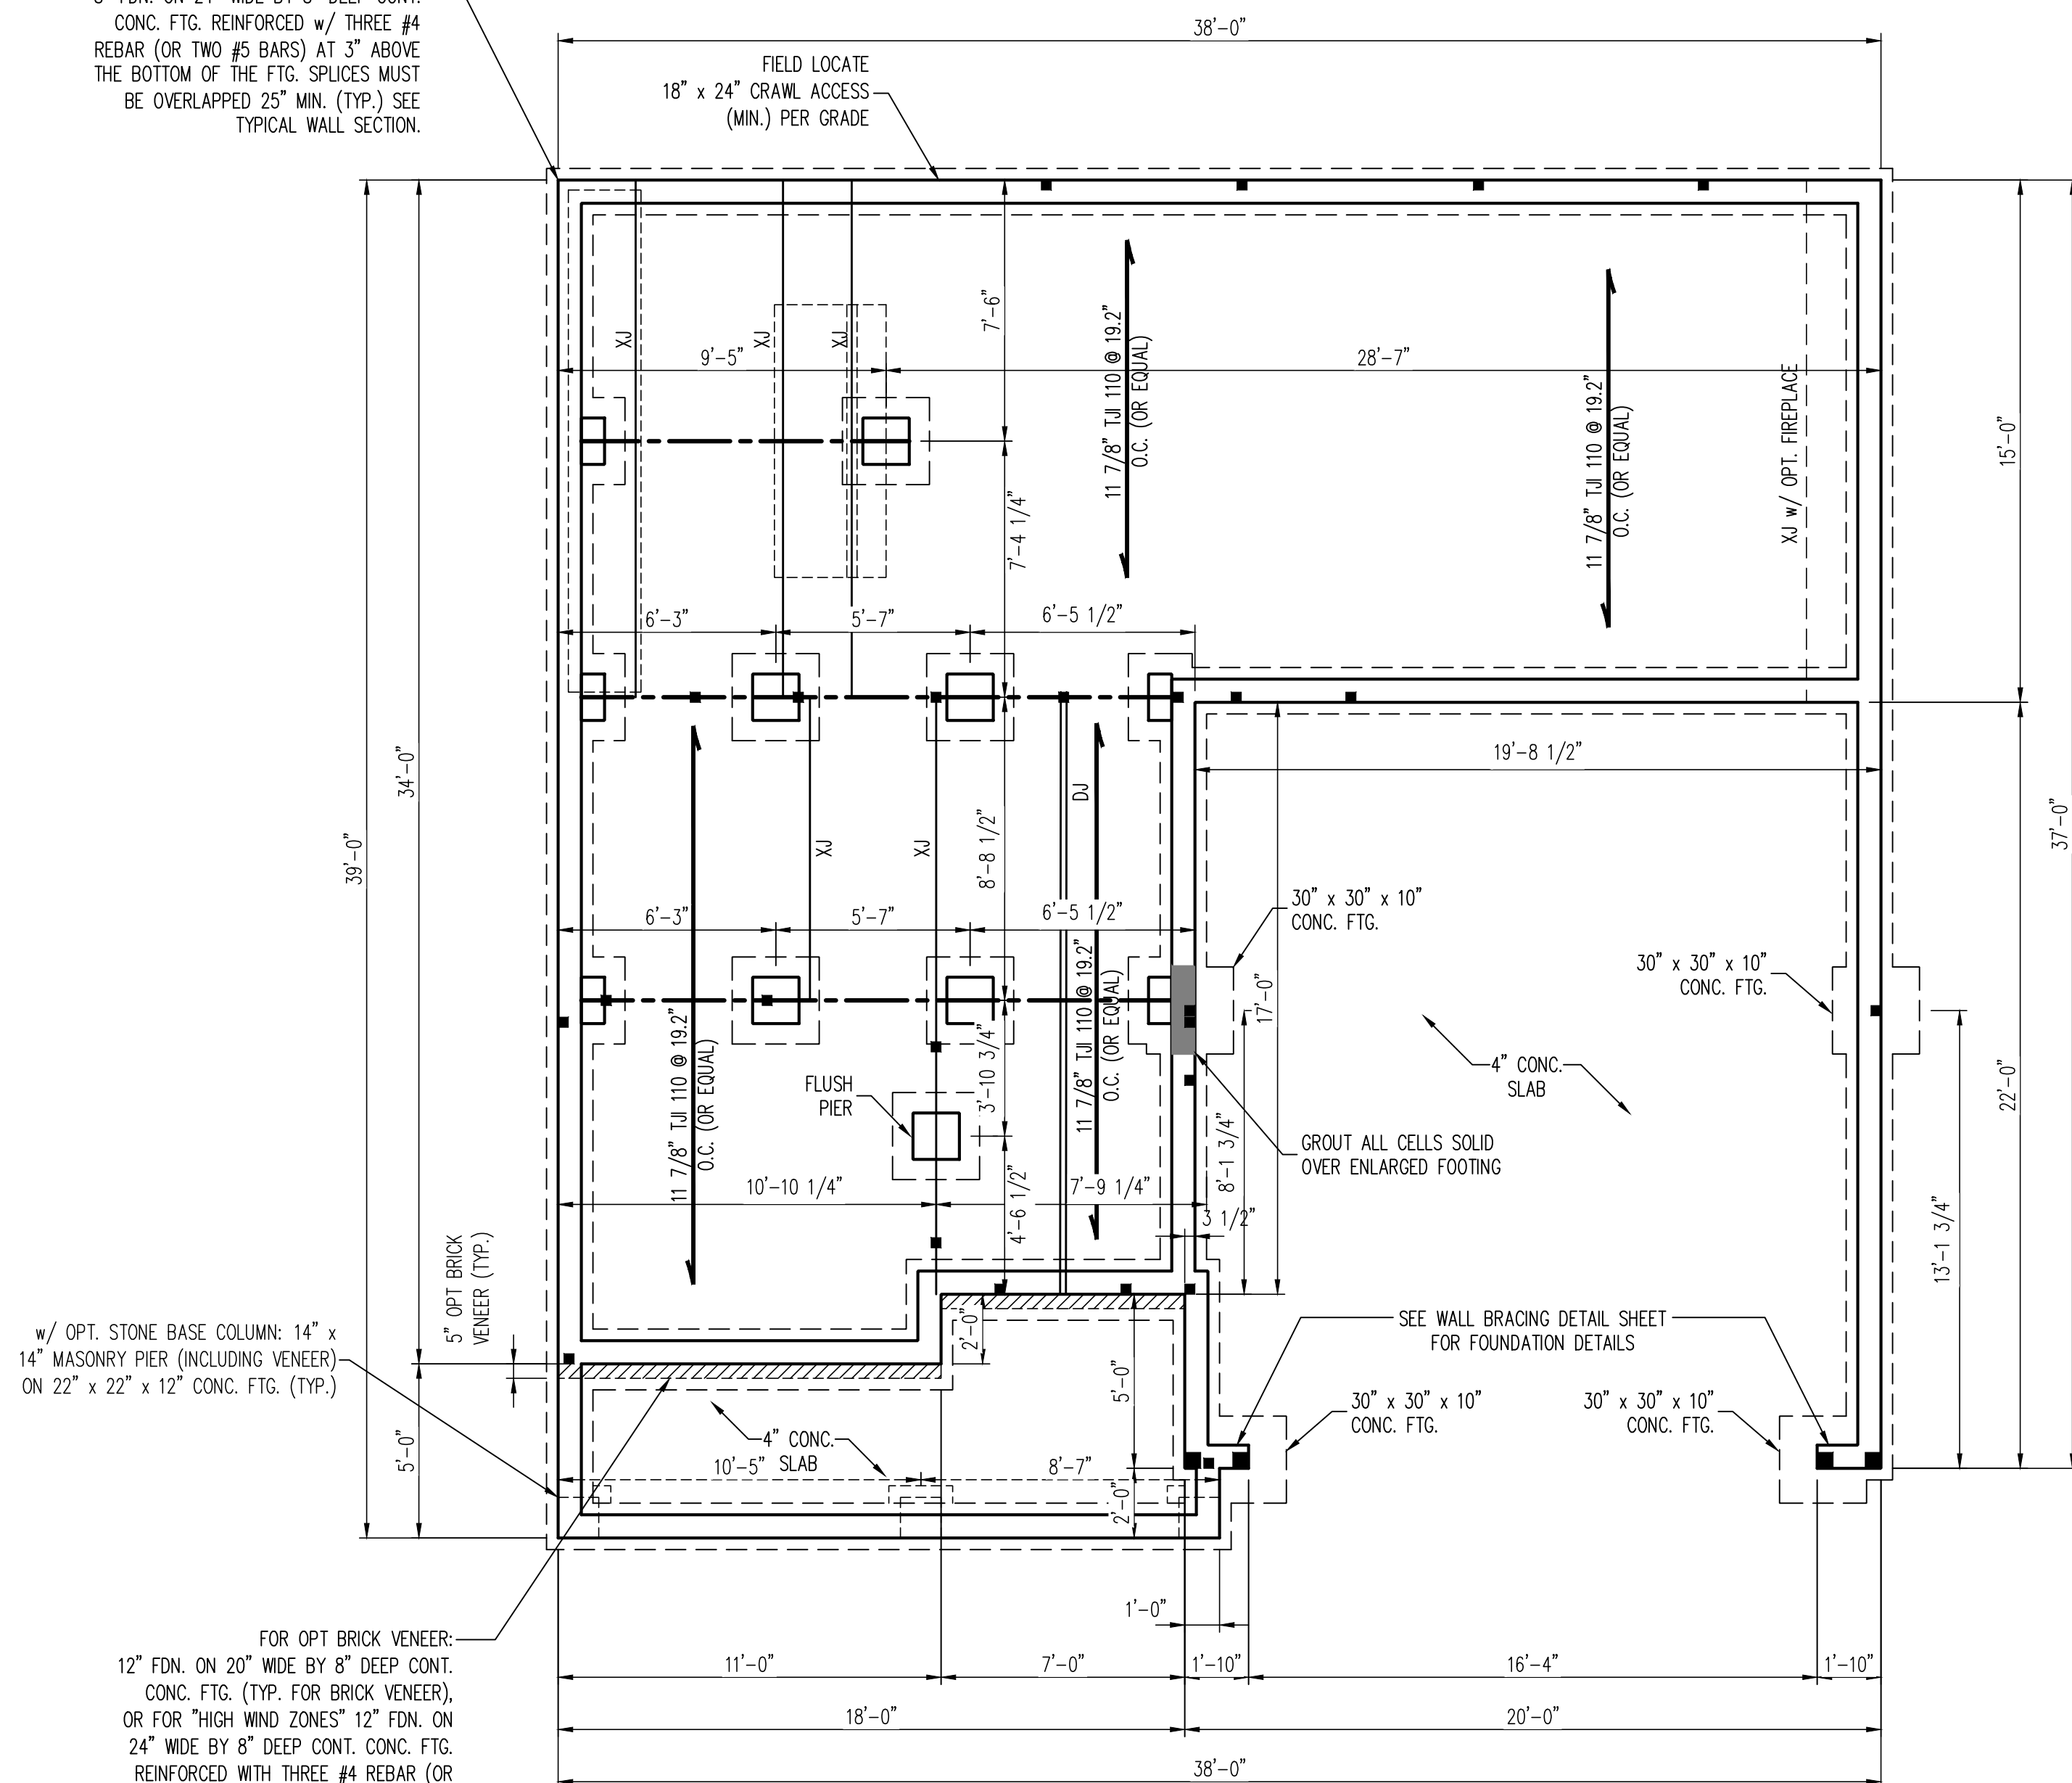 CONC. FTG. REINFORCED w/ THREE #4
REBAR (OR TWO #5 BARS) AT 3" ABOVE
THE BOTTOM OF THE FTG. SPLICES MUST
BE OVERLAPPED 25" MIN. (TYP.) SEE
TYPICAL WALL SECTION.
38'-0"
FIELD LOCATE
18" x 24" CRAWL ACCESS
(MIN.) PER GRADE
XJ
XJ
XJ
7'-6"
9'-5"
28'-7"
11 7/8" TJI 110 @ 19.2"
O.C. (OR EQUAL)
11 7/8" TJI 110 @ 19.2"
O.C. (OR EQUAL)
XJ w/ OPT. FIREPLACE
15'-0"
7'-4 1/4"
6'-3"
5'-7"
6'-5 1/2"
34'-0"
39'-0"
37'-0"
19'-8 1/2"
DJ
XJ
XJ
8'-8 1/2"
6'-3"
5'-7"
6'-5 1/2"
30" x 30" x 10"
CONC. FTG.
30" x 30" x 10"
CONC. FTG.
17'-0"
22'-0"
11 7/8" TJI 110 @ 19.2"
O.C. (OR EQUAL)
11 7/8" TJI 110 @ 19.2"
O.C. (OR EQUAL)
3'-10 3/4"
FLUSH
PIER
4" CONC.
SLAB
GROUT ALL CELLS SOLID
OVER ENLARGED FOOTING
8'-1 3/4"
10'-10 1/4"
7'-9 1/4"
4'-6 1/2"
3 1/2"
13'-1 3/4"
5" OPT BRICK
VENEER (TYP.)
w/ OPT. STONE BASE COLUMN: 14" x
14" MASONRY PIER (INCLUDING VENEER)
ON 22" x 22" x 12" CONC. FTG. (TYP.)
2'-0"
SEE WALL BRACING DETAIL SHEET
FOR FOUNDATION DETAILS
5'-0"
30" x 30" x 10"
CONC. FTG.
30" x 30" x 10"
CONC. FTG.
5'-0"
4" CONC.
SLAB
10'-5"
8'-7"
2'-0"
1'-0"
FOR OPT BRICK VENEER:
12" FDN. ON 20" WIDE BY 8" DEEP CONT.
CONC. FTG. (TYP. FOR BRICK VENEER),
OR FOR "HIGH WIND ZONES" 12" FDN. ON
24" WIDE BY 8" DEEP CONT. CONC. FTG.
REINFORCED WITH THREE #4 REBAR (OR
11'-0"
7'-0"
1'-10"
16'-4"
1'-10"
18'-0"
20'-0"
38'-0"